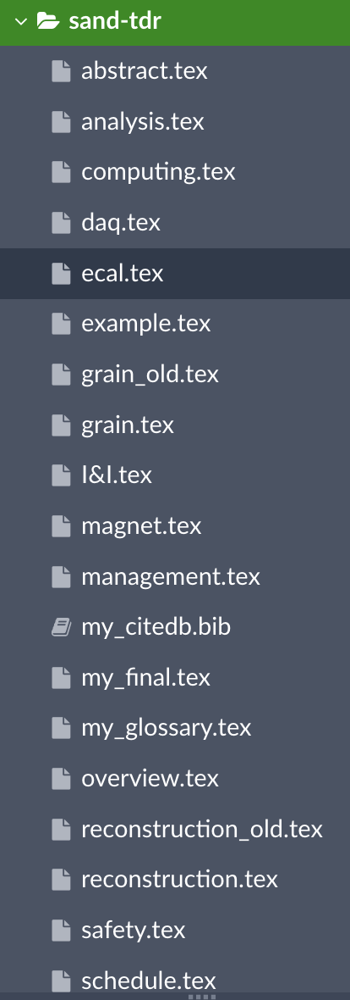 sand-tdr
abstract.tex
analysis.tex
computing.tex
daq.tex
ecal.tex
example.tex
grain_old.tex
grain.tex
I&I.tex
magnet.tex
management.tex
my_citedb.bib
my_final.tex
my_glossary.tex
overview.tex
reconstruction_old.tex
reconstruction.tex
safety.tex
schedule.tex